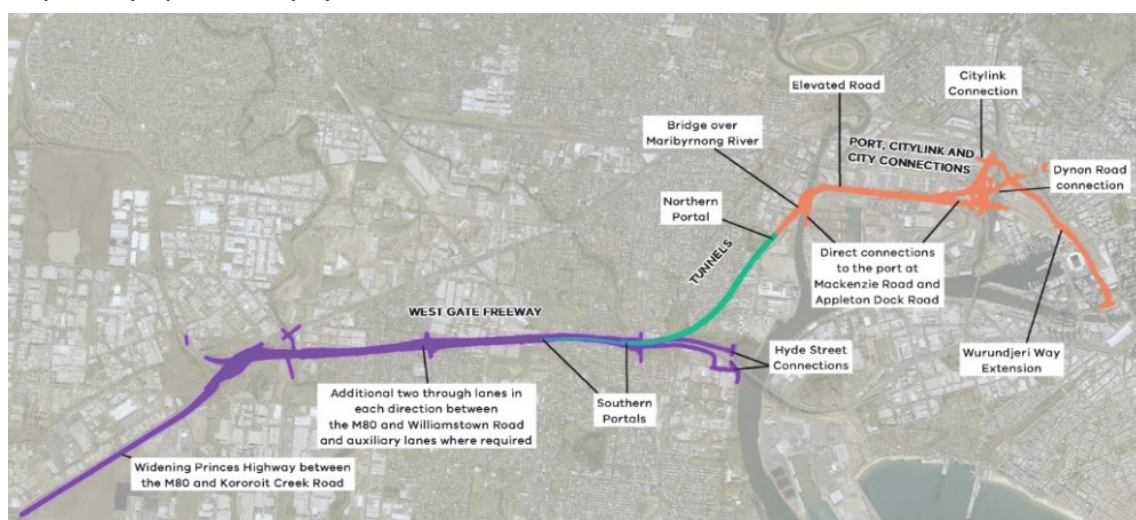 Citylink
Connection
Elevated Road
Bridge over
Maribyrnong River
PORT, CITYLINK AND
CITY CONNECTIONS
Dynon Road
connection
Northern
Portal
TUNNELS
Direct connections
to the port at
Mackenzie Road and
Appleton Dock Road
WEST GATE FREEWAY
Hyde Street
Connections
Wurundjeri Way
Extension
Additional two through lanes in
each direction between
the M80 and Williamstown Road
and auxiliary lanes where required
Southern
Portals
Widening Princes Highway between
the M80 and Kororoit Creek Road